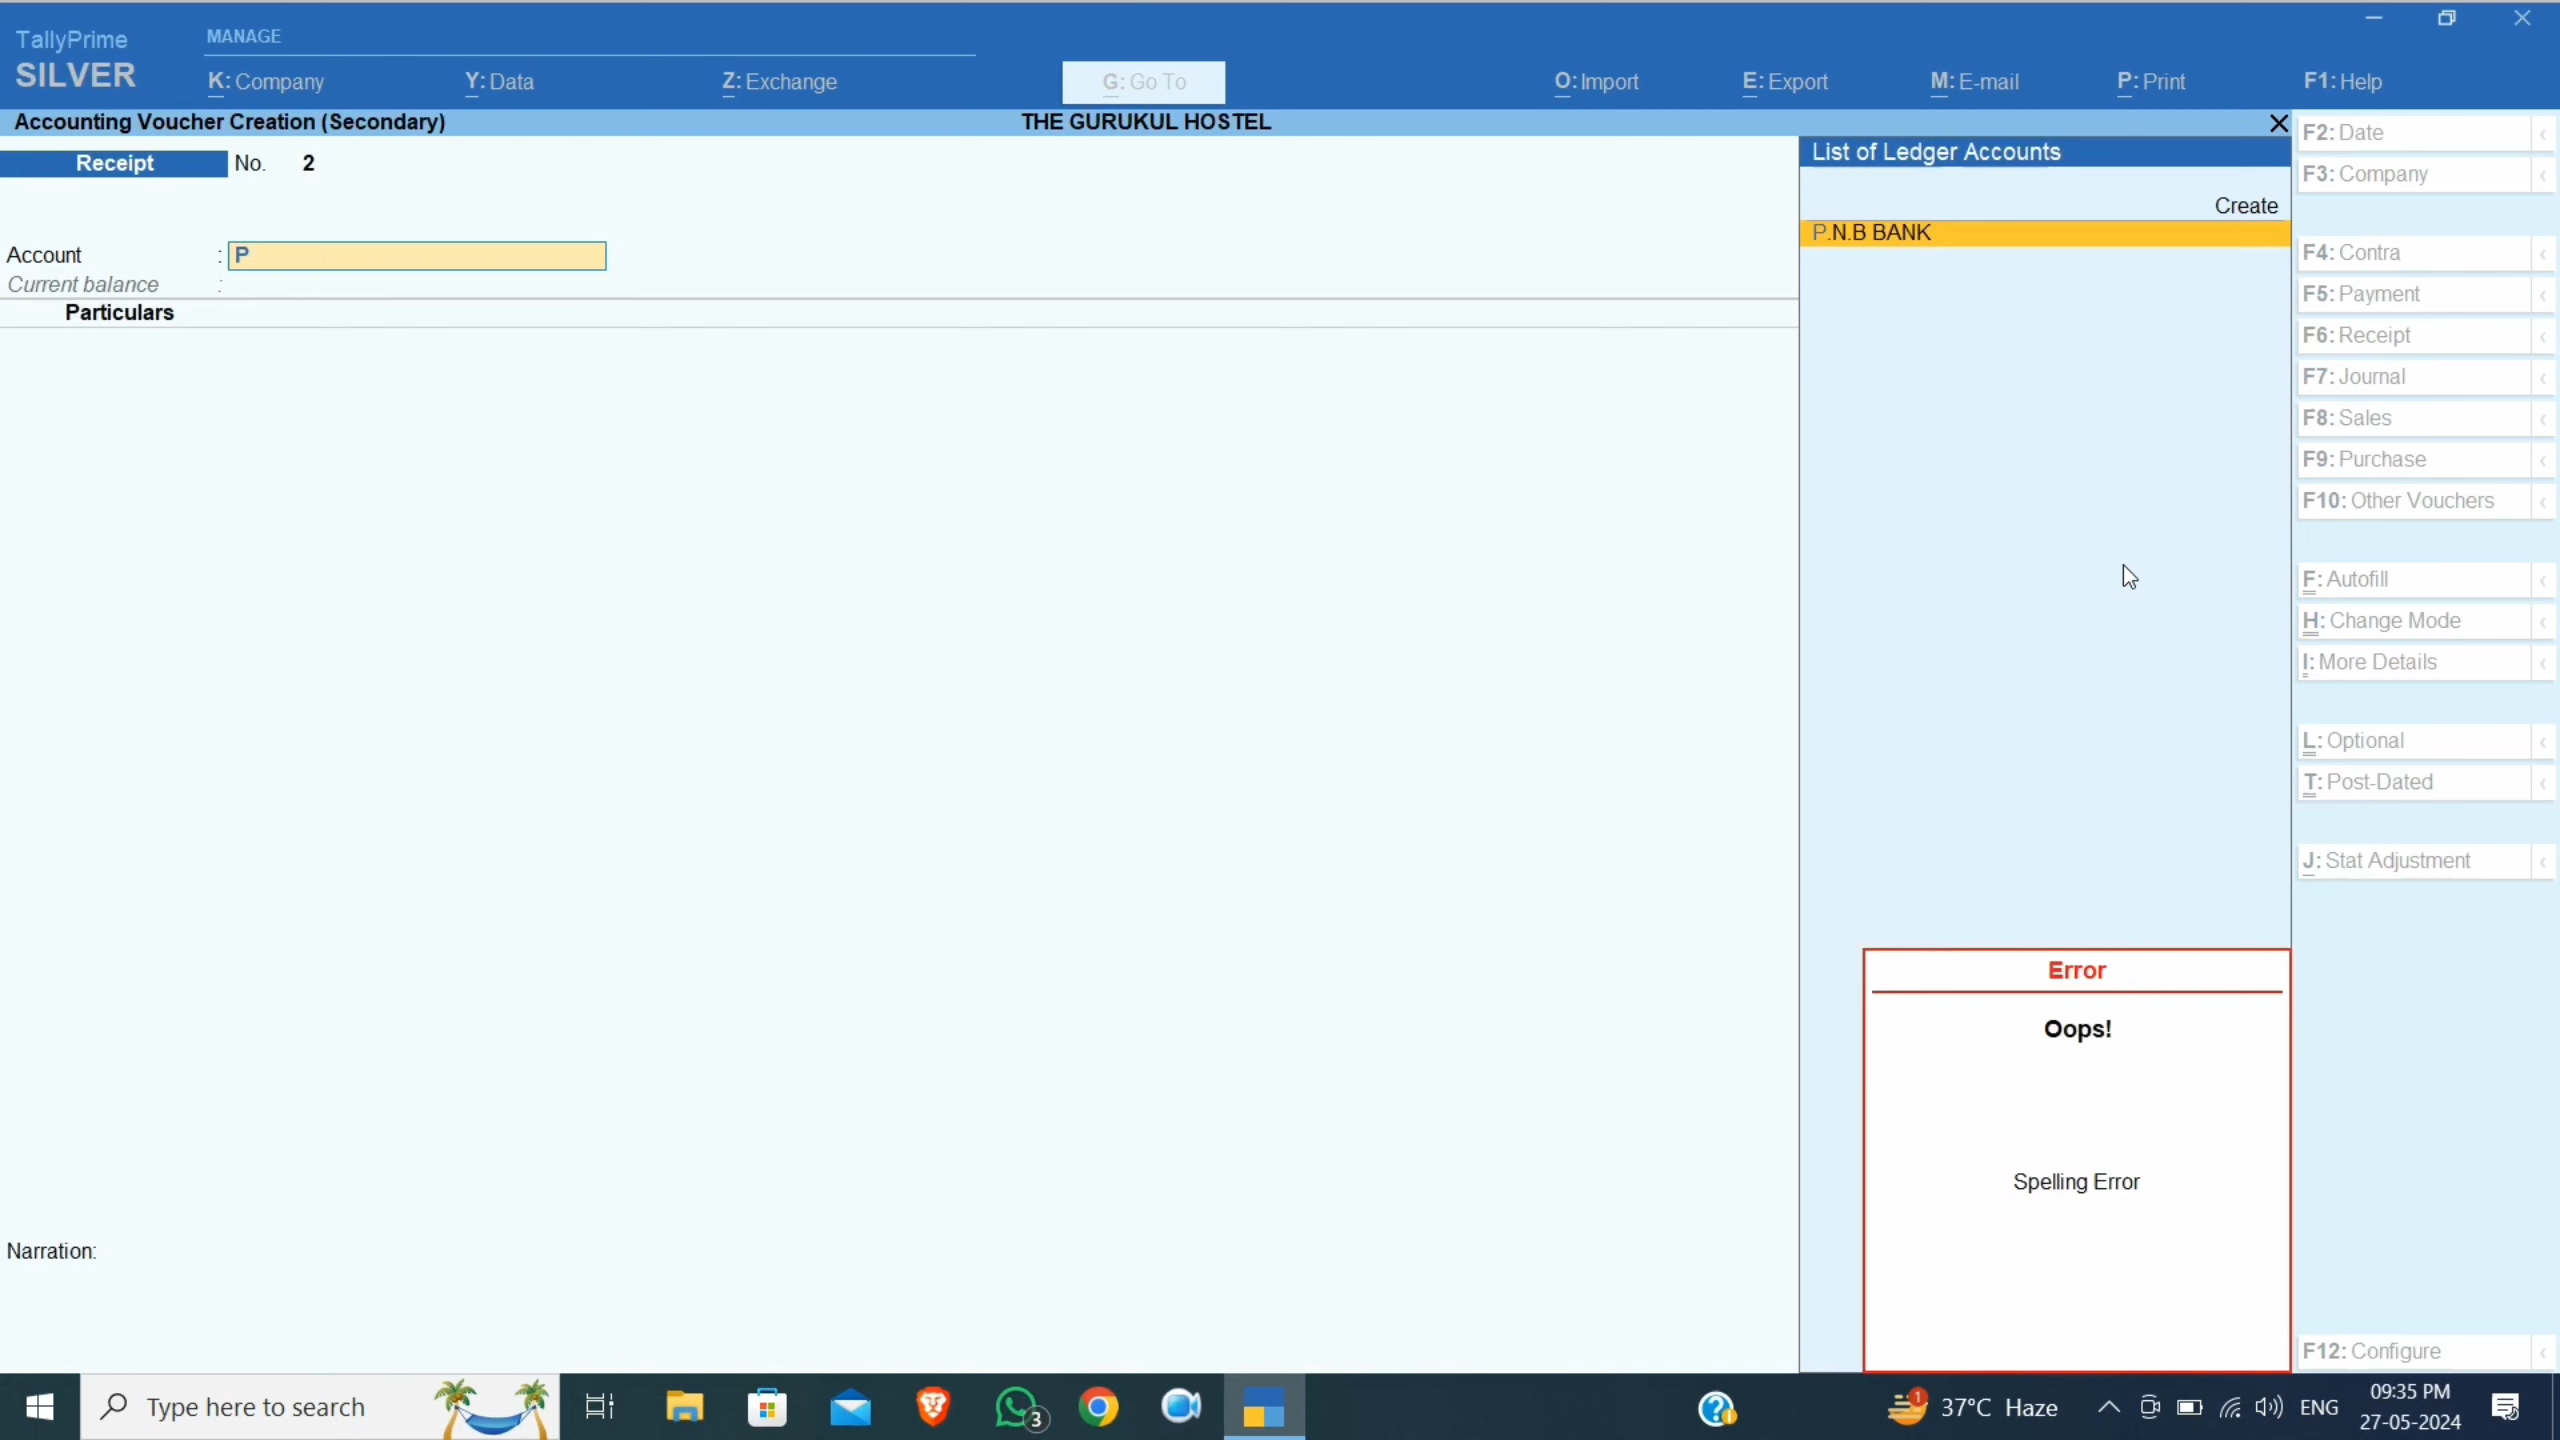 TallyPrime
SILVER
MANAGE
K: Company
Y: Data
Z: Exchange
G: Go To
O: Import
E: Export
M: E-mail
P: Print
F1: Help
Accounting Voucher Creation (Secondary)
THE GURUKUL HOSTEL
Receipt No. 2
Account : P
Current balance :
Particulars
Narration:
List of Ledger Accounts
Create
P.N.B BANK
Error
Oops!
Spelling Error
F2: Date
F3: Company
F4: Contra
F5: Payment
F6: Receipt
F7: Journal
F8: Sales
F9: Purchase
F10: Other Vouchers
F: Autofill
H: Change Mode
I: More Details
L: Optional
T: Post-Dated
J: Stat Adjustment
F12: Configure
Type here to search
3
1
37°C Haze
ENG
09:35 PM
27-05-2024